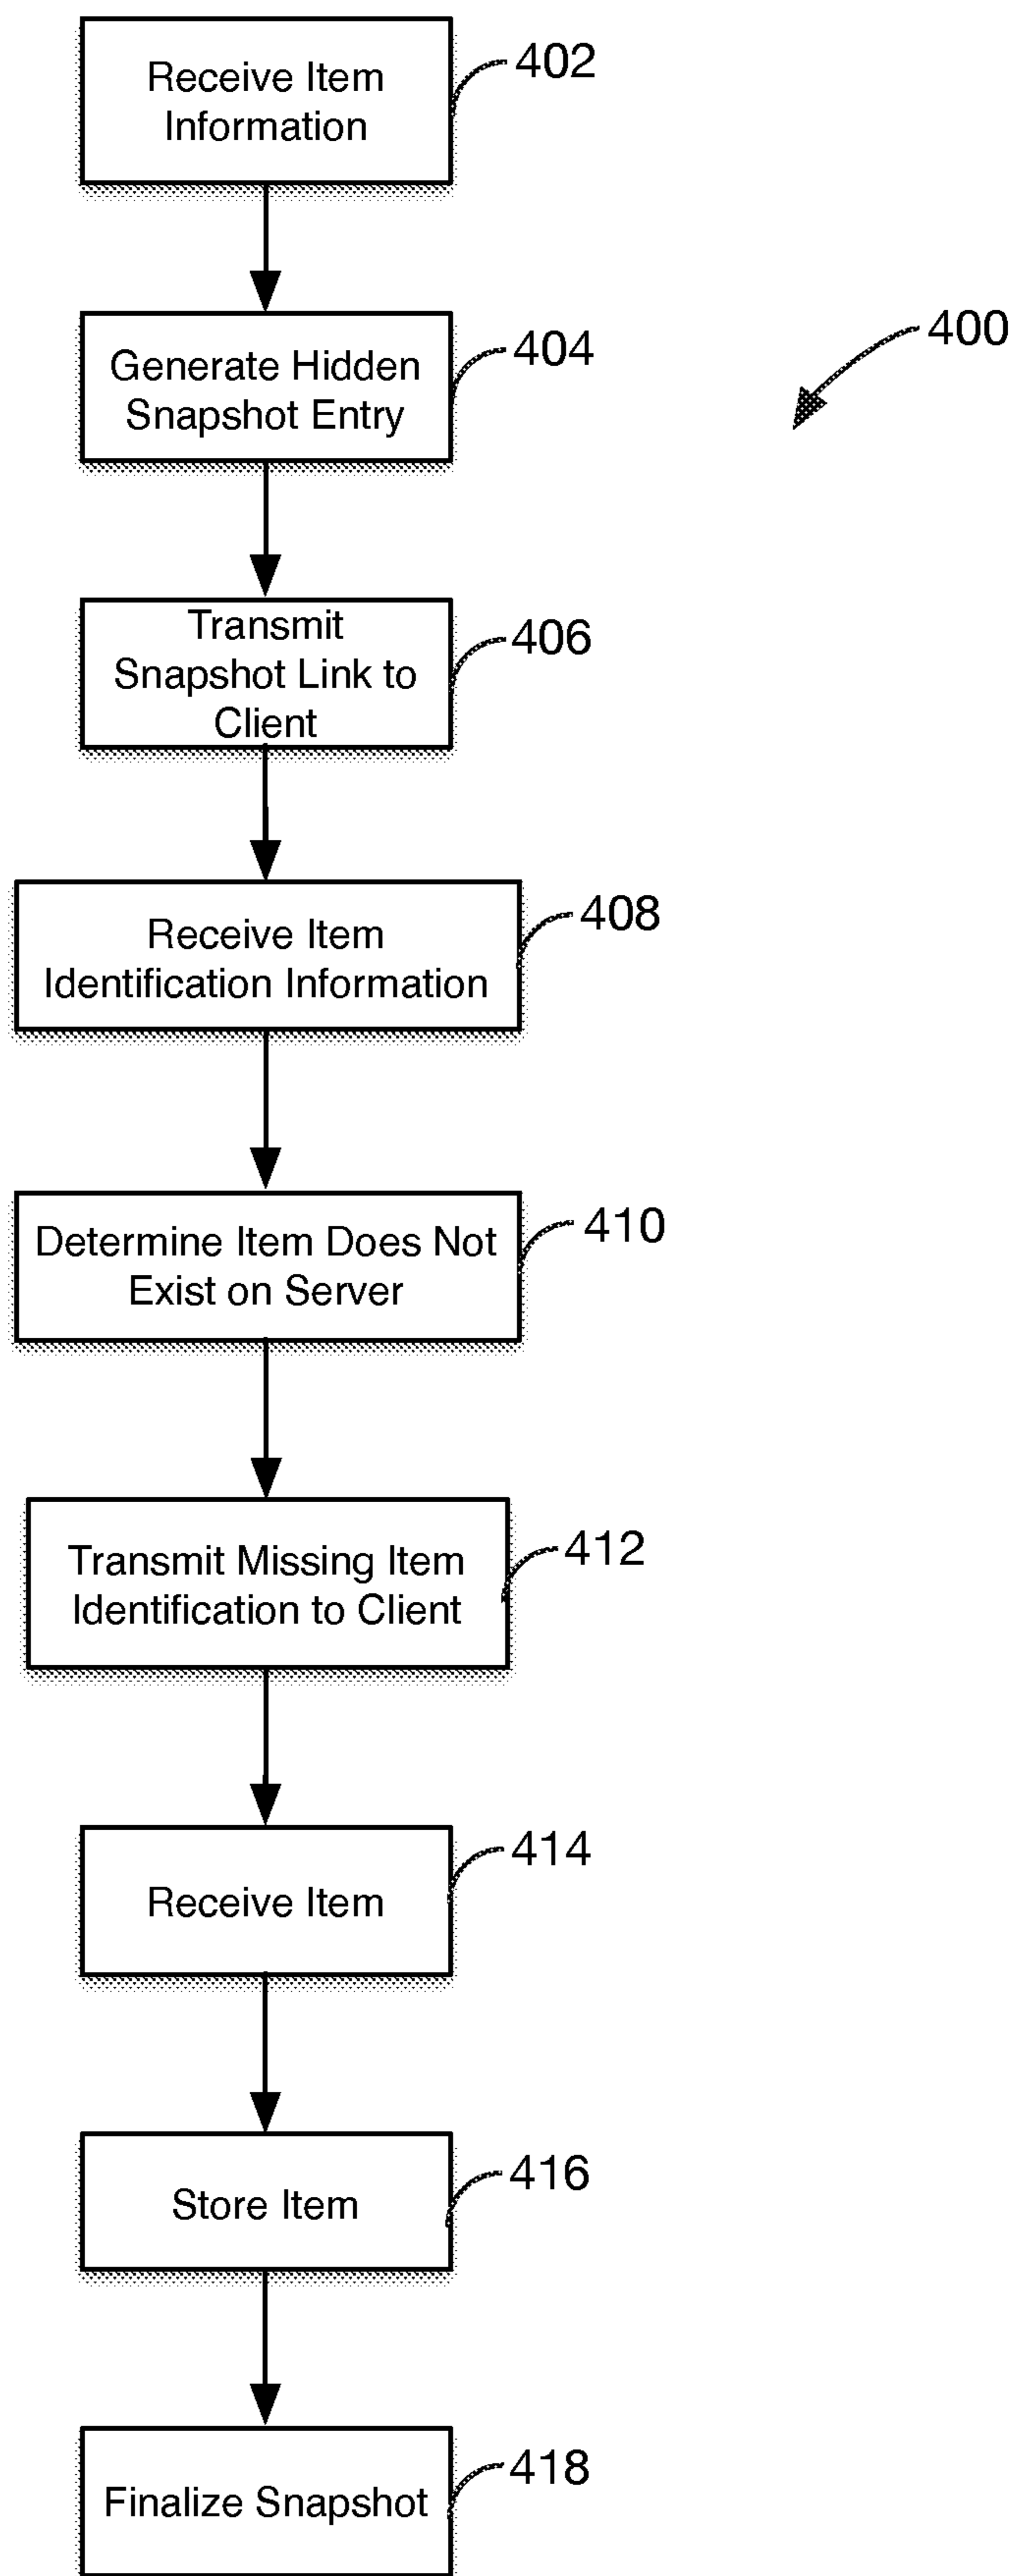 Receive Item
Information
402
400
Generate Hidden
Snapshot Entry
404
Transmit
Snapshot Link to
Client
406
Receive Item
Identification Information
408
Determine Item Does Not
Exist on Server
410
Transmit Missing Item
Identification to Client
412
Receive Item
414
Store Item
416
Finalize Snapshot
418